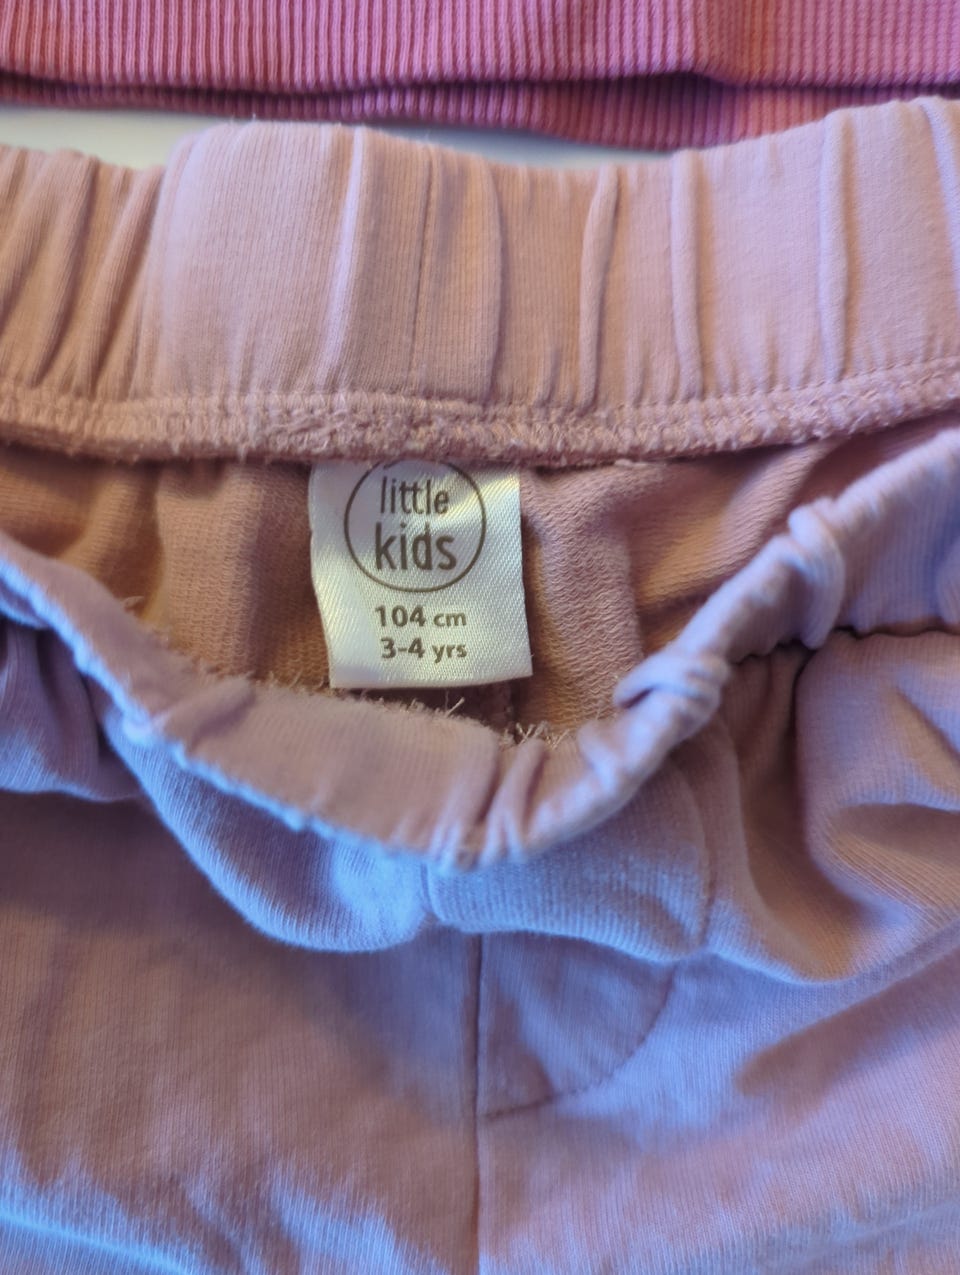 little
kids
104 cm
3-4 yrs